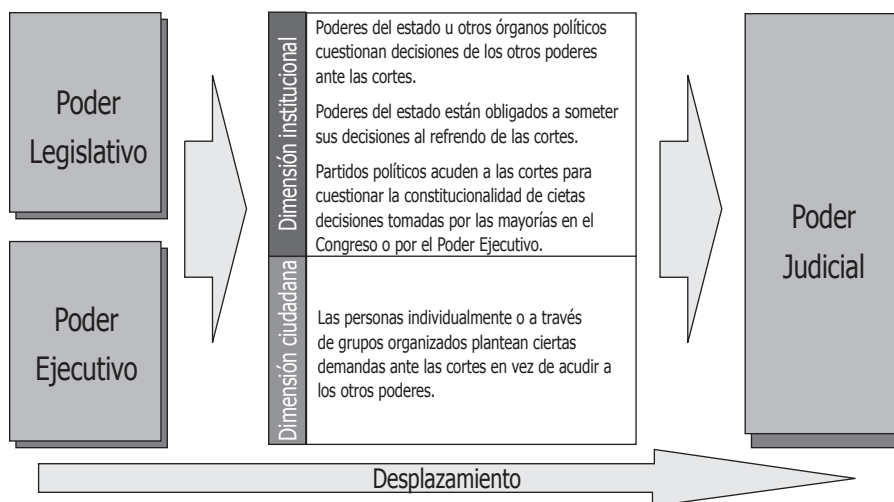 Poder
Legislativo
Poder
Ejecutivo
Dimensión institucional
Poderes del estado u otros órganos políticos
cuestionan decisiones de los otros poderes
ante las cortes.
Poderes del estado están obligados a someter
sus decisiones al refrendo de las cortes.
Partidos políticos acuden a las cortes para
cuestionar la constitucionalidad de cietas
decisiones tomadas por las mayorías en el
Congreso o por el Poder Ejecutivo.
Dimensión ciudadana
Las personas individualmente o a través
de grupos organizados plantean ciertas
demandas ante las cortes en vez de acudir a
los otros poderes.
Poder
Judicial
Desplazamiento